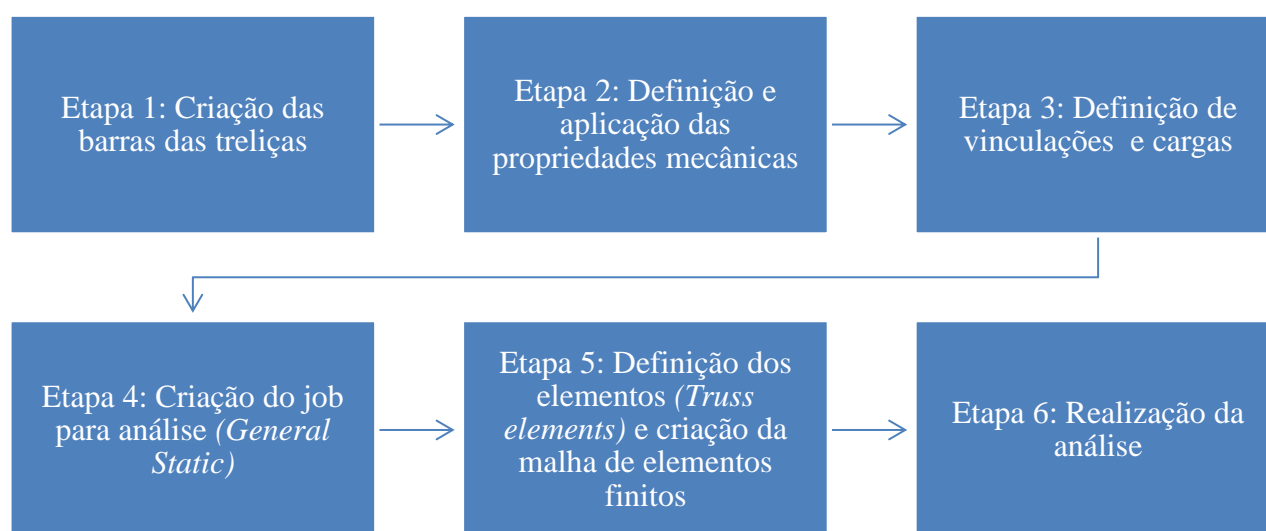 Etapa 1: Criação das
barras das treliças
Etapa 2: Definição e
aplicação das
propriedades mecânicas
Etapa 3: Definição de
vinculações e cargas
Etapa 4: Criação do job
para análise (General
Static)
Etapa 5: Definição dos
elementos (Truss
elements) e criação da
malha de elementos
finitos
Etapa 6: Realização da
análise